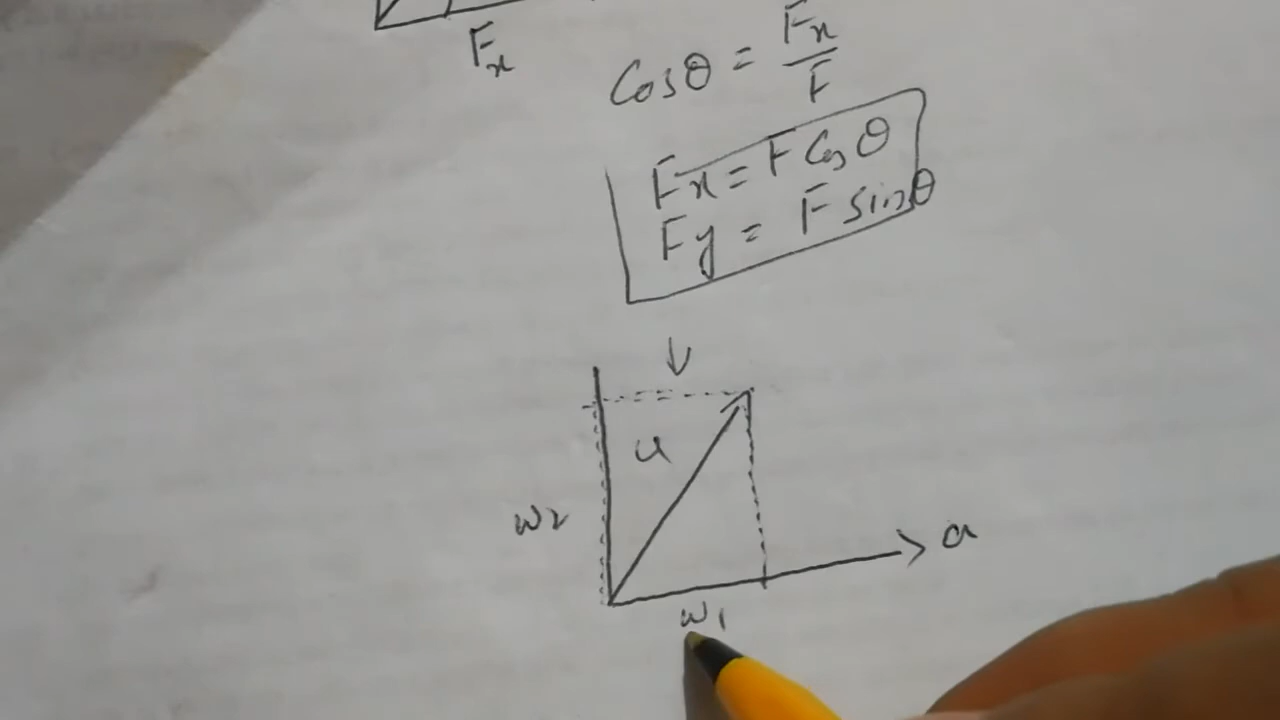 Fx
Cosθ = Fx/F
Fx = F Cosθ
Fy = F sinθ
u
w2
a
w1